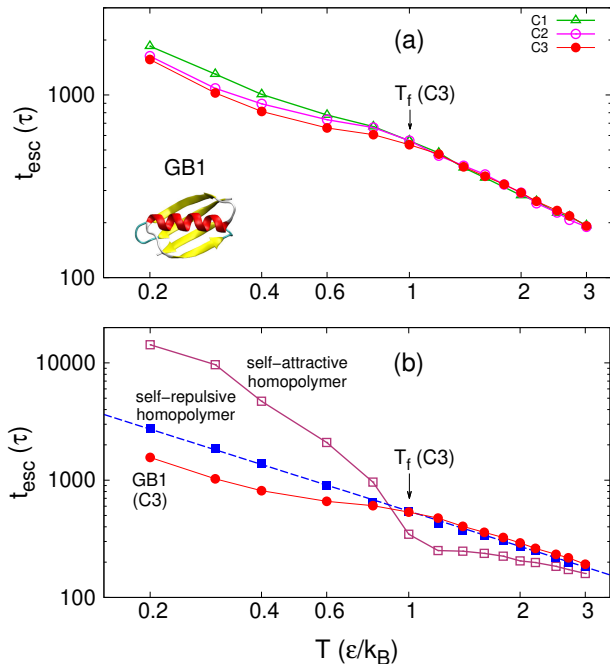 (a)
C1
C2
C3
T_f (C3)
GB1
t_esc (τ)
1000
100
0.2
0.4
0.6
1
2
3
(b)
self-attractive
homopolymer
self-repulsive
homopolymer
T_f (C3)
GB1
(C3)
t_esc (τ)
10000
1000
100
0.2
0.4
0.6
1
2
3
T (ε/k_B)